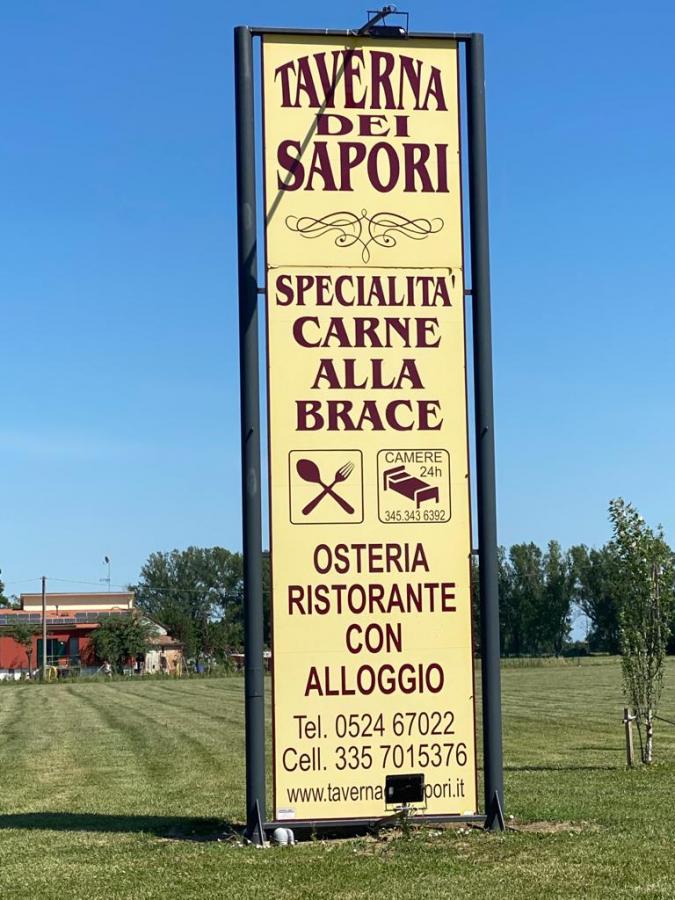 TAVERNA
DEI
SAPORI
SPECIALITA'
CARNE
ALLA
BRACE
CAMERE
24h
345.343 6392
OSTERIA
RISTORANTE
CON
ALLOGGIO
Tel. 0524 67022
Cell. 335 7015376